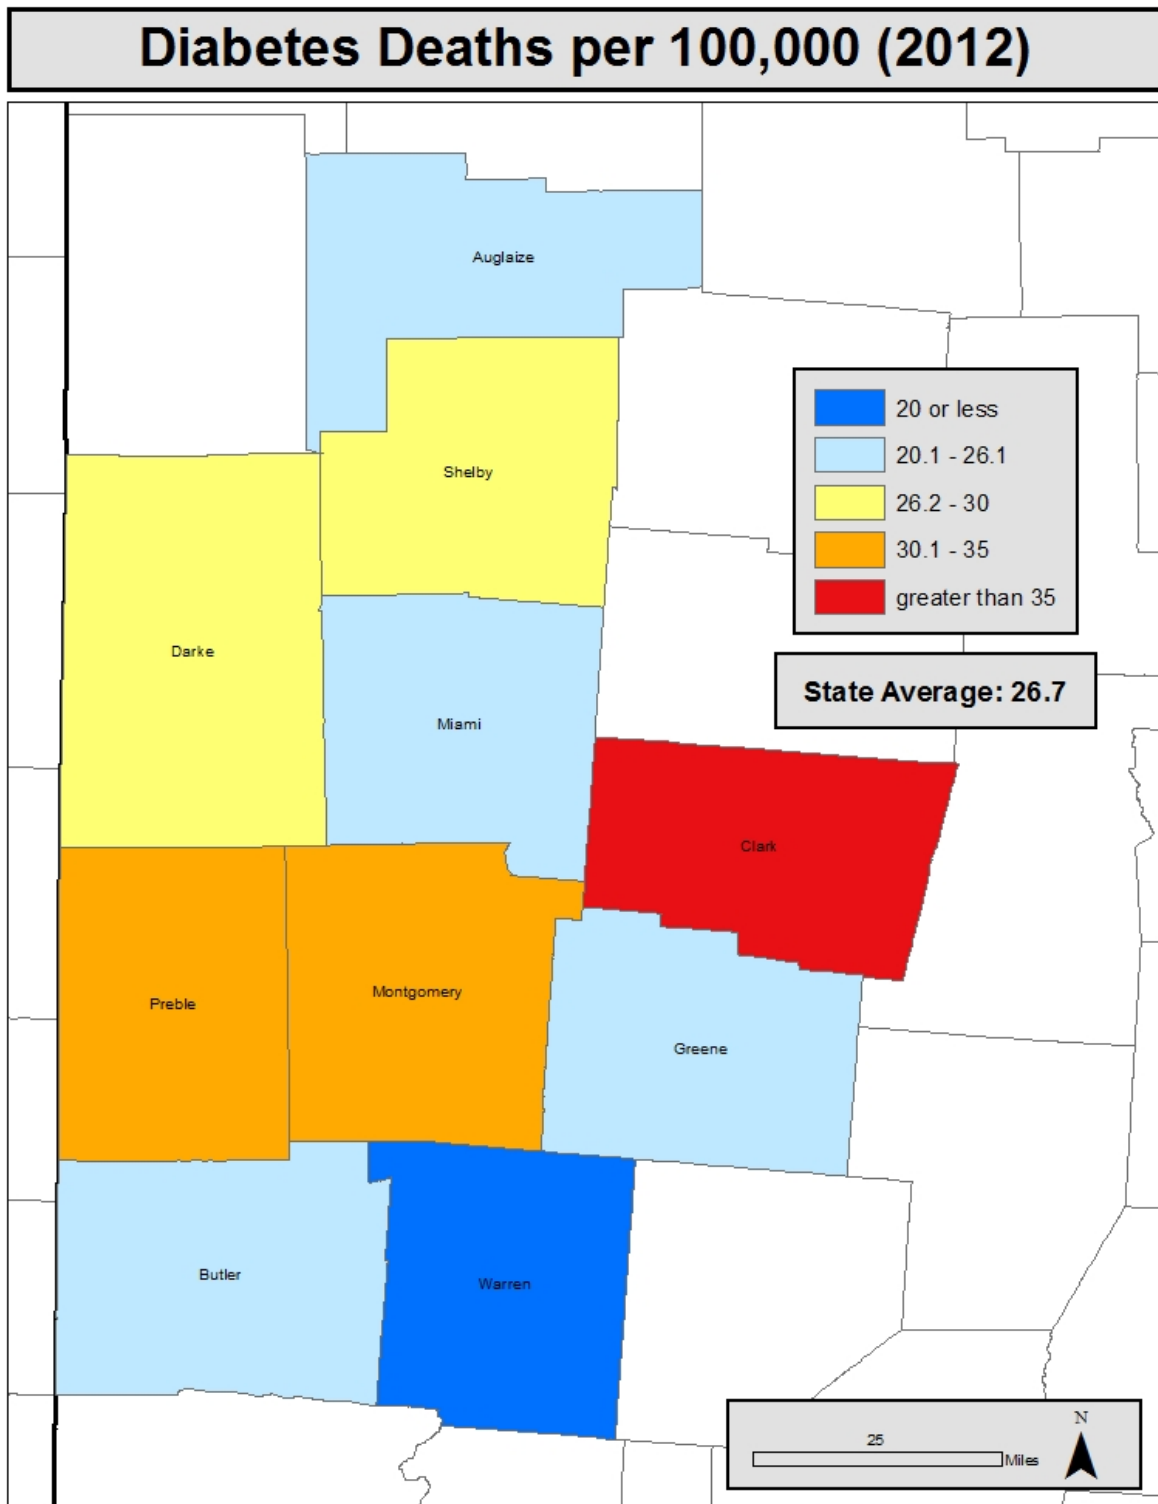 Diabetes Deaths per 100,000 (2012)
Auglaize
20 or less
20.1 - 26.1
26.2 - 30
30.1 - 35
greater than 35
Shelby
Darke
State Average: 26.7
Miami
Clark
Preble
Montgomery
Greene
Butler
Warren
N
25
Miles